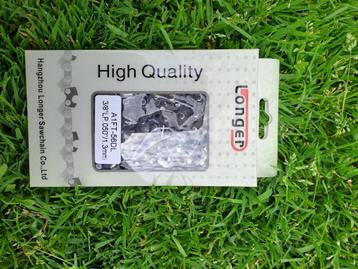 High Quality
Longer
A1FT-56DL
3/8"LP .050"/1.3mm
Hangzhou Longer Sawchain Co.,Ltd